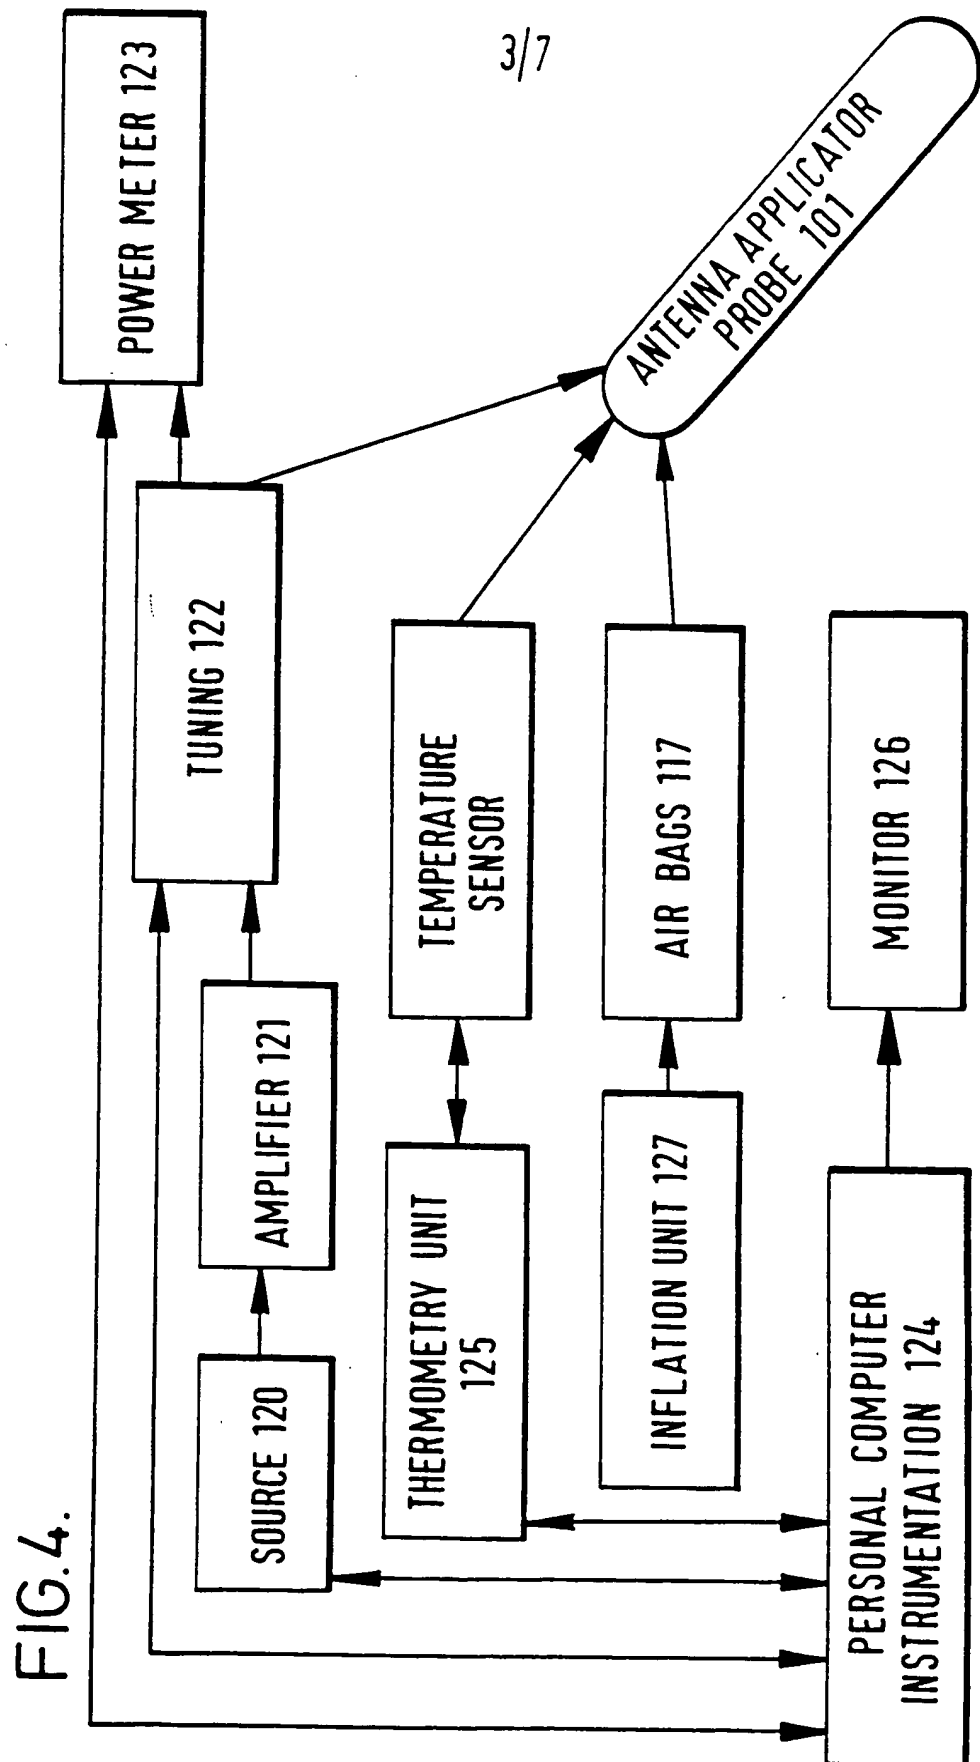 3/7
FIG. 4.
POWER METER 123
TUNING 122
AMPLIFIER 121
SOURCE 120
TEMPERATURE
SENSOR
THERMOMETRY UNIT
125
AIR BAGS 117
INFLATION UNIT 127
MONITOR 126
PERSONAL COMPUTER
INSTRUMENTATION 124
ANTENNA APPLICATOR
PROBE 101